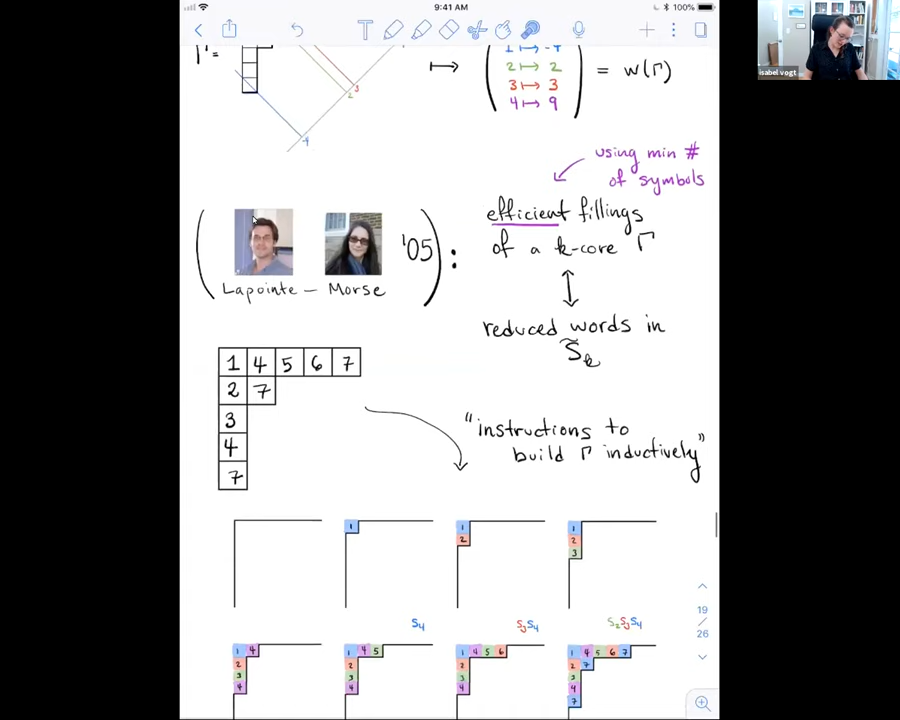 9:41 AM
100%
isabel vogt
Γ =
1 ↦ -4
2 ↦ 2
3 ↦ 3
4 ↦ 9
↦
= w(Γ)
3
2
-4
using min #
of symbols
efficient fillings
of a k-core Γ
( Lapointe – Morse '05 ) :
reduced words in
S̃k
1 4 5 6 7
2 7
3
4
7
"instructions to
build Γ inductively"
1
1
2
1
2
3
S4
S3S4
S2S3S4
1 4
2
3
4
1 4 5
2
3
4
1 4 5 6
2
3
4
1 4 5 6 7
2 7
3
4
7
19
/
26